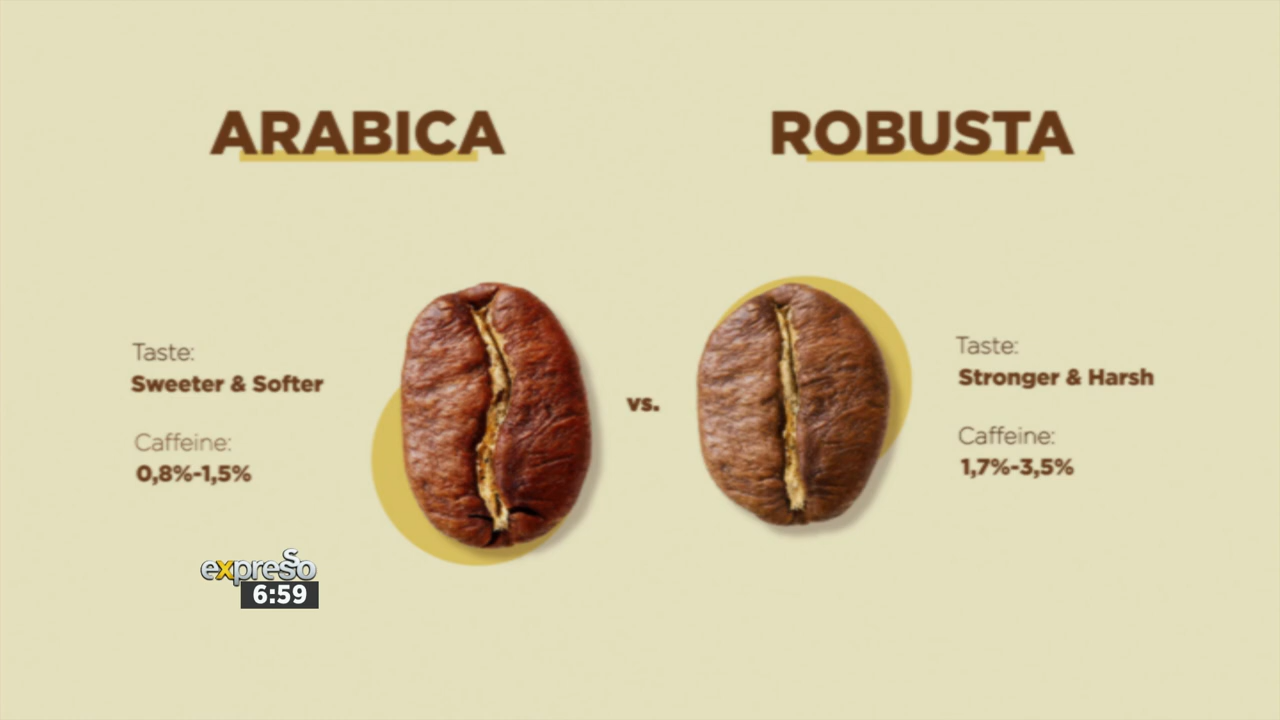 ARABICA
ROBUSTA
Taste:
Sweeter & Softer
Caffeine:
0,8%-1,5%
vs.
Taste:
Stronger & Harsh
Caffeine:
1,7%-3,5%
expresso
6:59